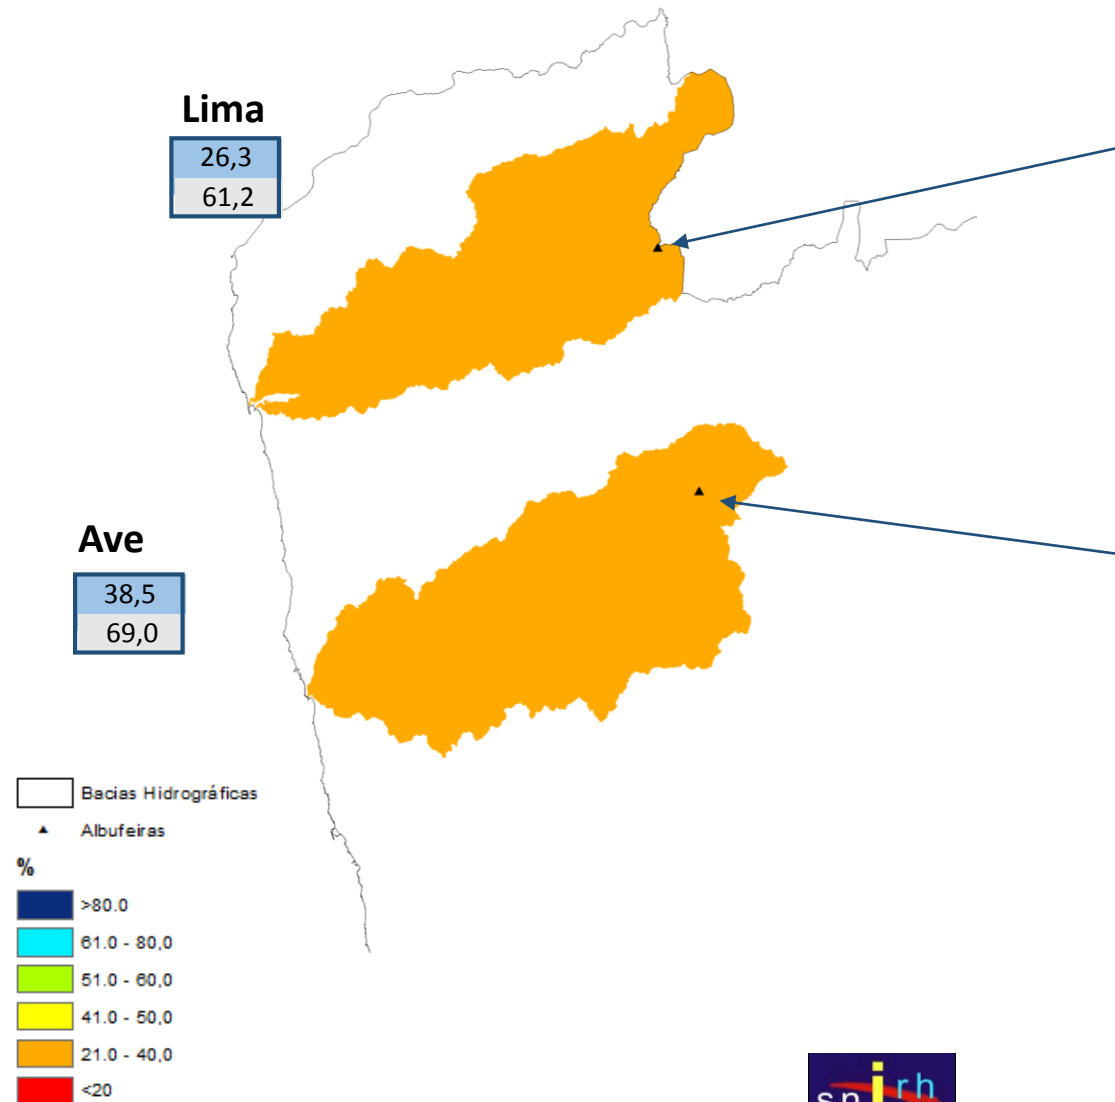 Lima
26,3
61,2
Ave
38,5
69,0
Bacias Hidrográficas
Albufeiras
%
>80.0
61.0 - 80,0
51.0 - 60,0
41.0 - 50,0
21.0 - 40,0
<20
snirh